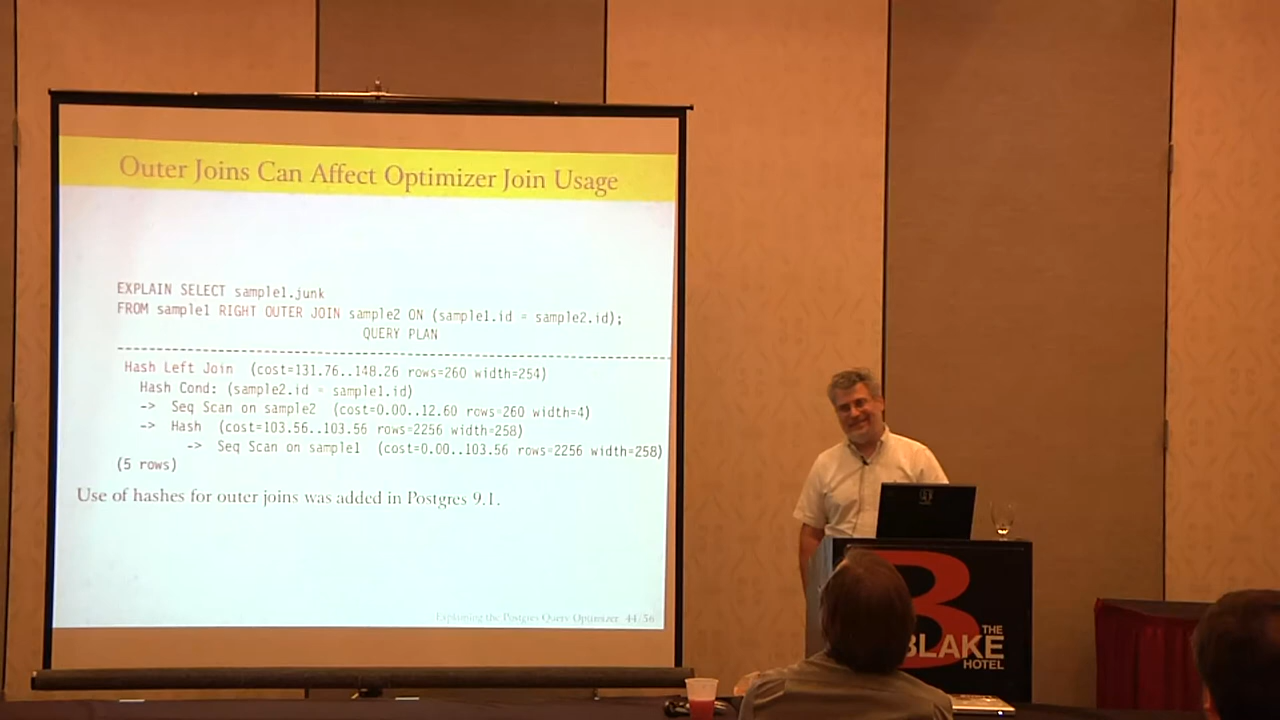 Outer Joins Can Affect Optimizer Join Usage
EXPLAIN SELECT sample1.junk
FROM sample1 RIGHT OUTER JOIN sample2 ON (sample1.id = sample2.id);
QUERY PLAN
--------------------------------------------------------------------------------
Hash Left Join (cost=131.76..148.26 rows=260 width=254)
Hash Cond: (sample2.id = sample1.id)
-> Seq Scan on sample2 (cost=0.00..12.60 rows=260 width=4)
-> Hash (cost=103.56..103.56 rows=2256 width=258)
-> Seq Scan on sample1 (cost=0.00..103.56 rows=2256 width=258)
(5 rows)
Use of hashes for outer joins was added in Postgres 9.1.
Explaining the Postgres Query Optimizer 44/56
B
THE
BLAKE
HOTEL